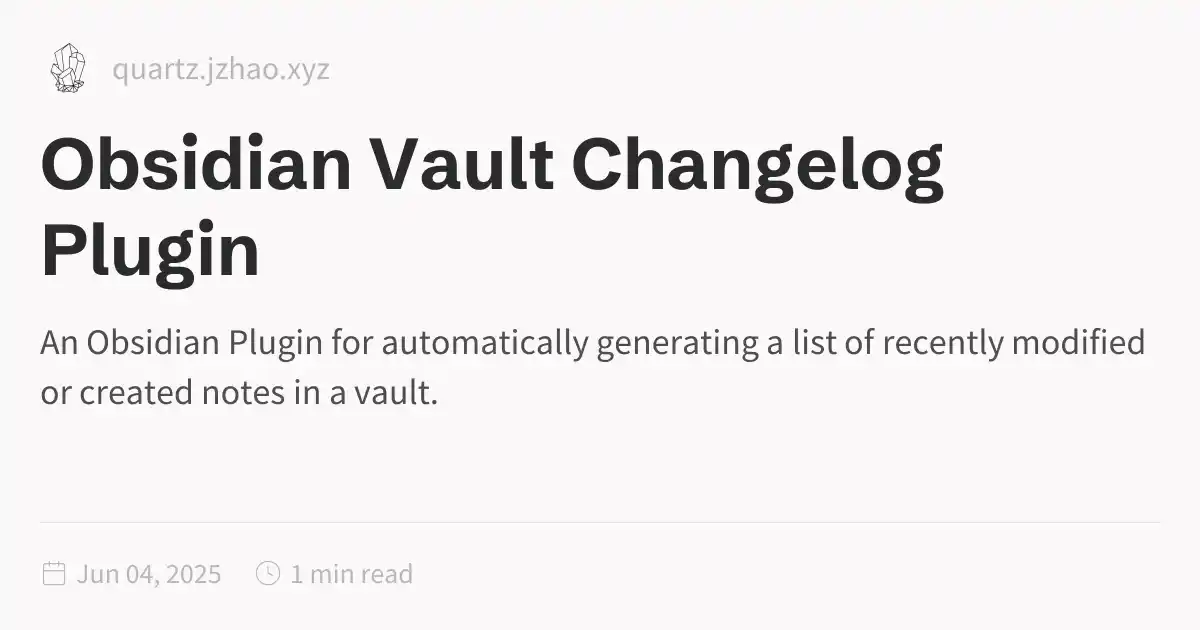 quartz.jzhao.xyz
Obsidian Vault Changelog
Plugin
An Obsidian Plugin for automatically generating a list of recently modified
or created notes in a vault.
Jun 04, 2025 1 min read